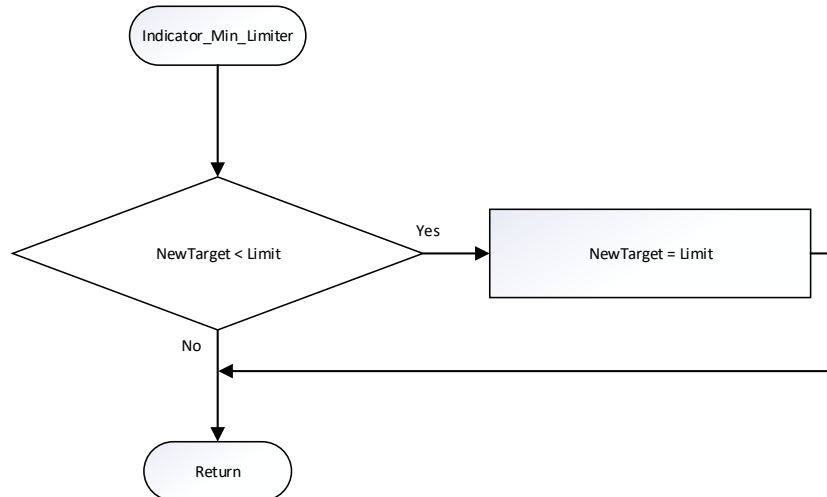 Indicator_Min_Limiter
NewTarget < Limit
Yes
NewTarget = Limit
No
Return